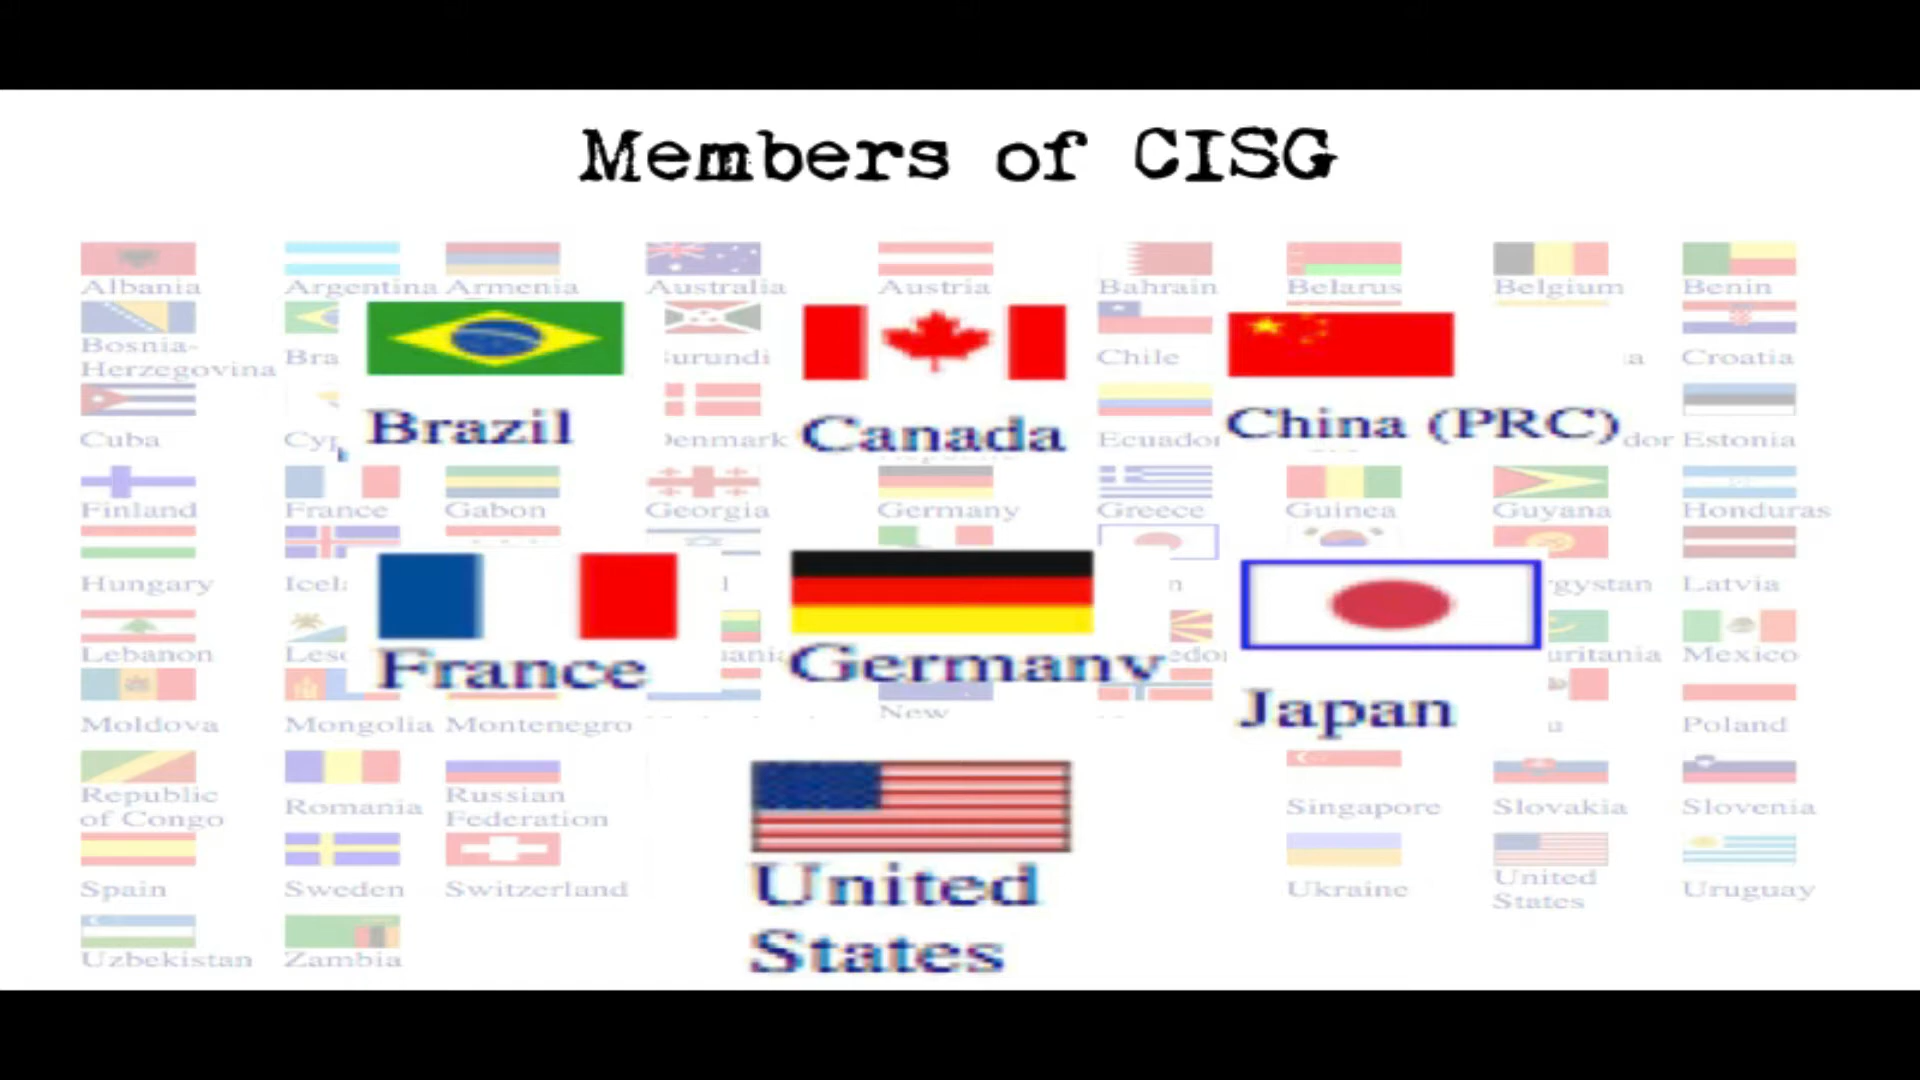 Members of CISG
Albania Argentina Armenia Australia Austria Bahrain Belarus Belgium Benin
Bosnia-
Herzegovina
Chile Croatia
Brazil Canada China (PRC)
Cuba Ecuador Estonia
Finland France Gabon Georgia Germany Greece Guinea Guyana Honduras
Hungary Latvia
Lebanon Mexico
France Germany Japan
Moldova Mongolia Montenegro New Poland
Republic
of Congo
Romania
Russian
Federation
Singapore Slovakia Slovenia
United
States
Spain Sweden Switzerland Ukraine
United
States
Uruguay
Uzbekistan Zambia